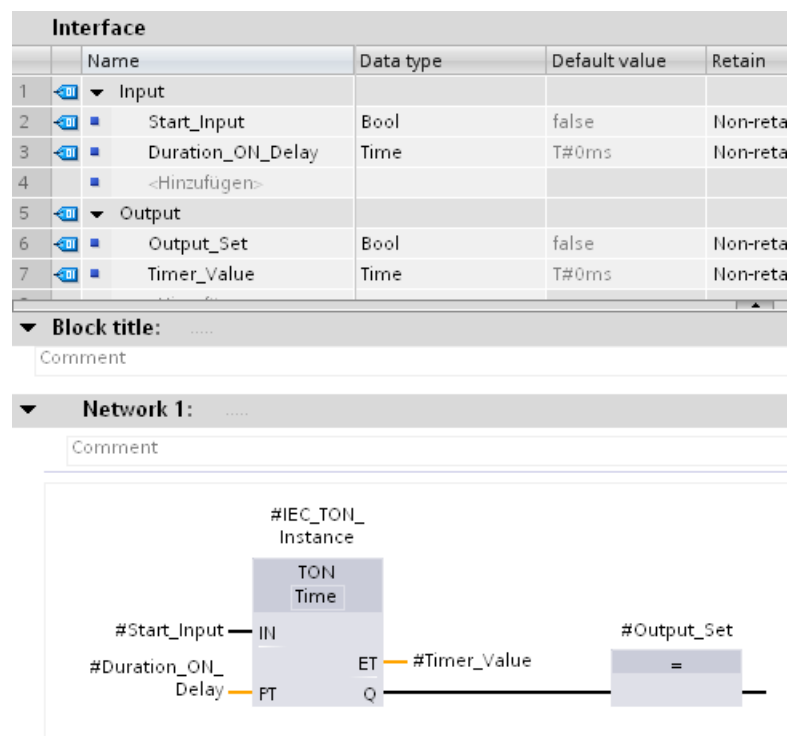 Interface
Name Data type Default value Retain
1 Input
2 Start_Input Bool false Non-reta
3 Duration_ON_Delay Time T#0ms Non-reta
4 <Hinzufügen>
5 Output
6 Output_Set Bool false Non-reta
7 Timer_Value Time T#0ms Non-reta
Block title: .....
Comment
Network 1: .....
Comment
#IEC_TON_
Instance
TON
Time
#Start_Input IN
#Output_Set
#Duration_ON_
Delay PT
ET #Timer_Value
=
Q